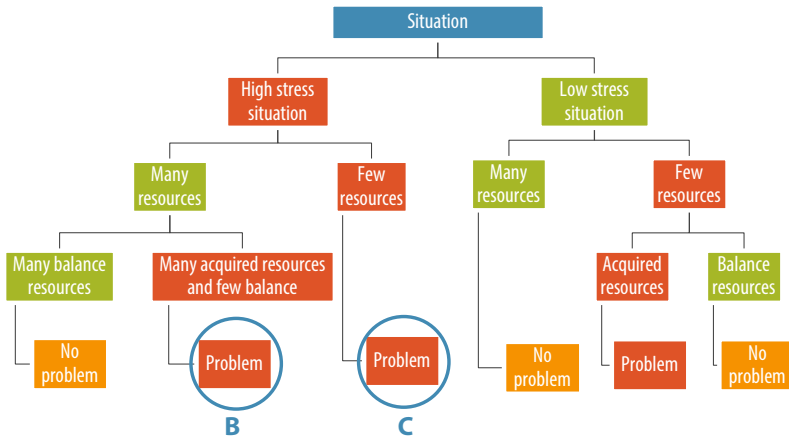 Situation
High stress
situation
Low stress
situation
Many
resources
Few
resources
Many
resources
Few
resources
Many balance
resources
Many acquired resources
and few balance
Acquired
resources
Balance
resources
No
problem
Problem
Problem
No
problem
Problem
No
problem
B
C